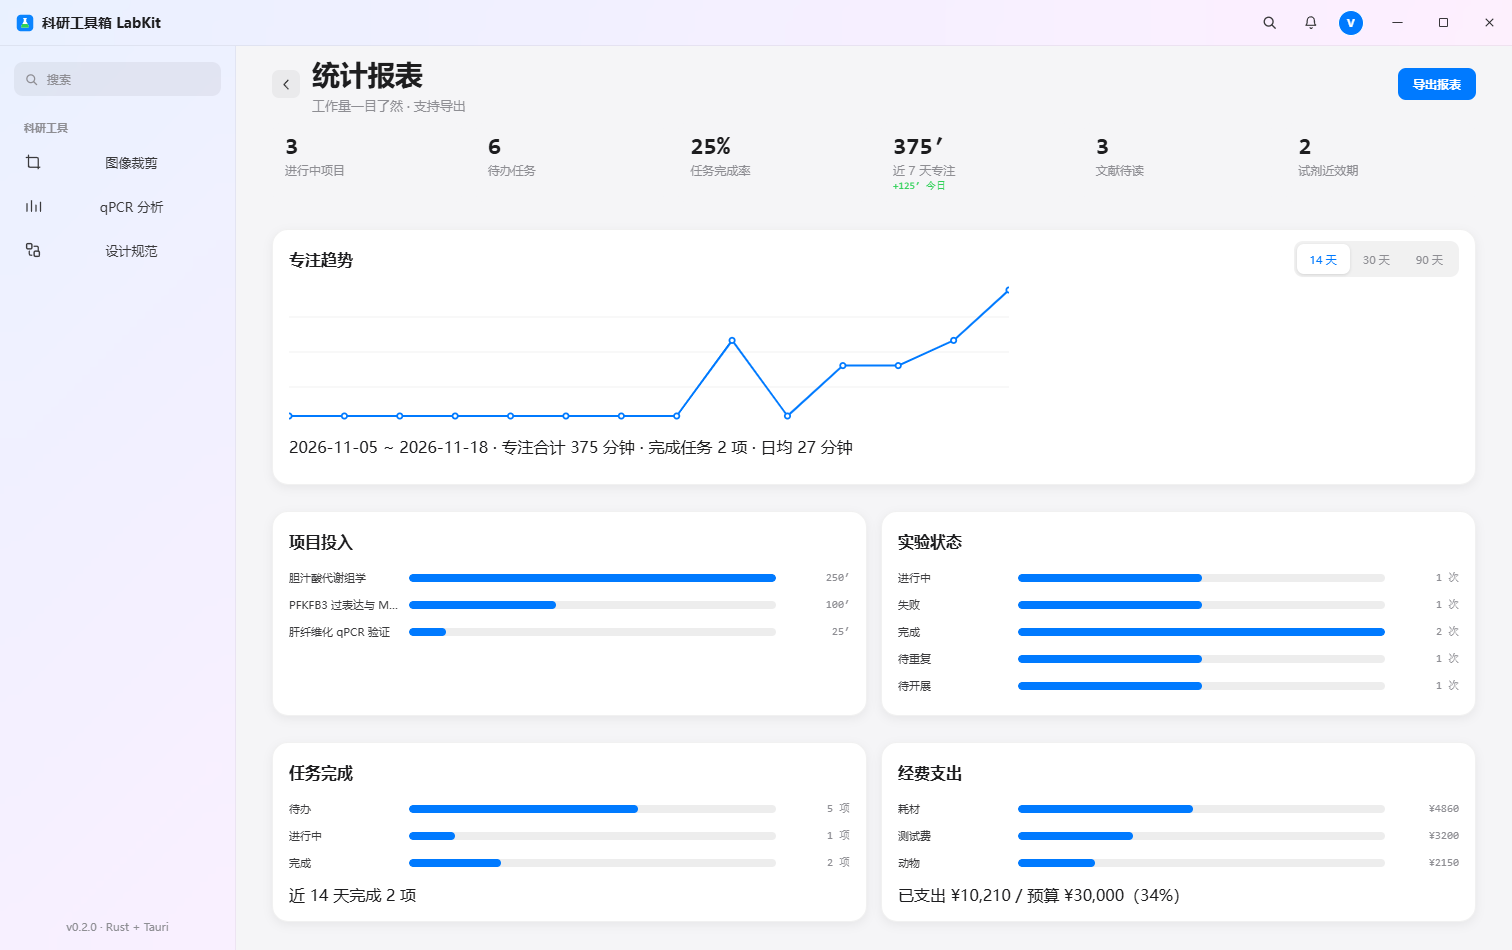 科研工具箱 LabKit
V
搜索
科研工具
图像裁剪
qPCR 分析
设计规范
v0.2.0 · Rust + Tauri
统计报表
工作量一目了然 · 支持导出
导出报表
3
进行中项目
6
待办任务
25%
任务完成率
375′
近 7 天专注
+125′ 今日
3
文献待读
2
试剂近效期
专注趋势
14 天 30 天 90 天
2026-11-05 ~ 2026-11-18 · 专注合计 375 分钟 · 完成任务 2 项 · 日均 27 分钟
项目投入
胆汁酸代谢组学 250′
PFKFB3 过表达与 M... 100′
肝纤维化 qPCR 验证 25′
实验状态
进行中 1 次
失败 1 次
完成 2 次
待重复 1 次
待开展 1 次
任务完成
待办 5 项
进行中 1 项
完成 2 项
近 14 天完成 2 项
经费支出
耗材 ¥4860
测试费 ¥3200
动物 ¥2150
已支出 ¥10,210 / 预算 ¥30,000（34%）